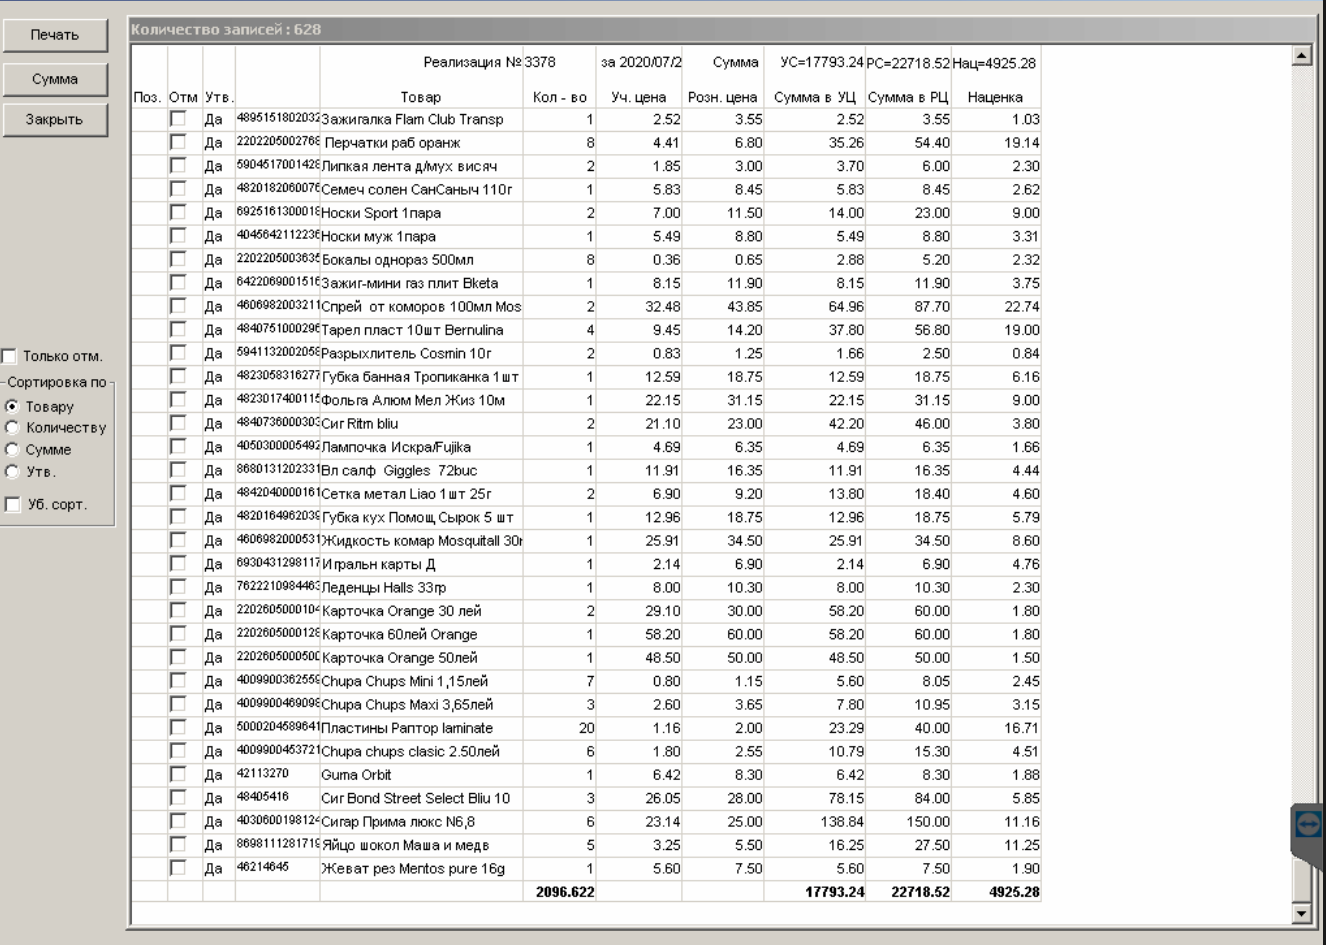 Печать
Сумма
Закрыть
Только отм.
Сортировка по
Товару
Количеству
Сумме
Утв.
Уб. сорт.
Количество записей : 628
Реализация № 3378 за 2020/07/2 Сумма УС=17793.24 РС=22718.52 Нац=4925.28
Поз. Отм Утв. Товар Кол - во Уч. цена Розн. цена Сумма в УЦ Сумма в РЦ Наценка
Да 4895151802032 Зажигалка Flam Club Transp 1 2.52 3.55 2.52 3.55 1.03
Да 2202205002768 Перчатки раб оранж 8 4.41 6.80 35.26 54.40 19.14
Да 5904517001428 Липкая лента д/мух висяч 2 1.85 3.00 3.70 6.00 2.30
Да 4820182060076 Семеч солен СанСаныч 110г 1 5.83 8.45 5.83 8.45 2.62
Да 6925161300018 Носки Sport 1пара 2 7.00 11.50 14.00 23.00 9.00
Да 4045642112236 Носки муж 1пара 1 5.49 8.80 5.49 8.80 3.31
Да 2202205003635 Бокалы однораз 500мл 8 0.36 0.65 2.88 5.20 2.32
Да 6422069001516 Зажиг-мини газ плит Bketa 1 8.15 11.90 8.15 11.90 3.75
Да 4606982003211 Спрей от коморов 100мл Mos 2 32.48 43.85 64.96 87.70 22.74
Да 4840751000296 Тарел пласт 10шт Bernulina 4 9.45 14.20 37.80 56.80 19.00
Да 5941132002058 Разрыхлитель Cosmin 10г 2 0.83 1.25 1.66 2.50 0.84
Да 4823058316277 Губка банная Тропиканка 1шт 1 12.59 18.75 12.59 18.75 6.16
Да 4823017400115 Фольга Алюм Мел Жиз 10м 1 22.15 31.15 22.15 31.15 9.00
Да 4840736000303 Сиг Ritm bliu 2 21.10 23.00 42.20 46.00 3.80
Да 4050300005492 Лампочка Искра/Fujika 1 4.69 6.35 4.69 6.35 1.66
Да 8680131202331 Вл салф Giggles 72buc 1 11.91 16.35 11.91 16.35 4.44
Да 4842040000161 Сетка метал Liao 1шт 25г 2 6.90 9.20 13.80 18.40 4.60
Да 4820164962039 Губка кух Помощ Сырок 5 шт 1 12.96 18.75 12.96 18.75 5.79
Да 4606982000531 Жидкость комар Mosquitall 30 1 25.91 34.50 25.91 34.50 8.60
Да 6930431298117 Игральн карты Д 1 2.14 6.90 2.14 6.90 4.76
Да 7622210984463 Леденцы Halls 33гр 1 8.00 10.30 8.00 10.30 2.30
Да 2202605000104 Карточка Orange 30 лей 2 29.10 30.00 58.20 60.00 1.80
Да 2202605000128 Карточка 60лей Orange 1 58.20 60.00 58.20 60.00 1.80
Да 2202605000500 Карточка Orange 50лей 1 48.50 50.00 48.50 50.00 1.50
Да 4009900362559 Chupa Chups Mini 1,15лей 7 0.80 1.15 5.60 8.05 2.45
Да 4009900469098 Chupa Chups Maxi 3,65лей 3 2.60 3.65 7.80 10.95 3.15
Да 5000204589641 Пластины Раптор laminate 20 1.16 2.00 23.29 40.00 16.71
Да 4009900453721 Chupa chups clasic 2.50лей 6 1.80 2.55 10.79 15.30 4.51
Да 42113270 Guma Orbit 1 6.42 8.30 6.42 8.30 1.88
Да 48405416 Сиг Bond Street Select Bliu 10 3 26.05 28.00 78.15 84.00 5.85
Да 4030600198124 Сигар Прима люкс N6,8 6 23.14 25.00 138.84 150.00 11.16
Да 8698111281719 Яйцо шокол Маша и медв 5 3.25 5.50 16.25 27.50 11.25
Да 46214645 Жеват рез Mentos pure 16g 1 5.60 7.50 5.60 7.50 1.90
2096.622 17793.24 22718.52 4925.28